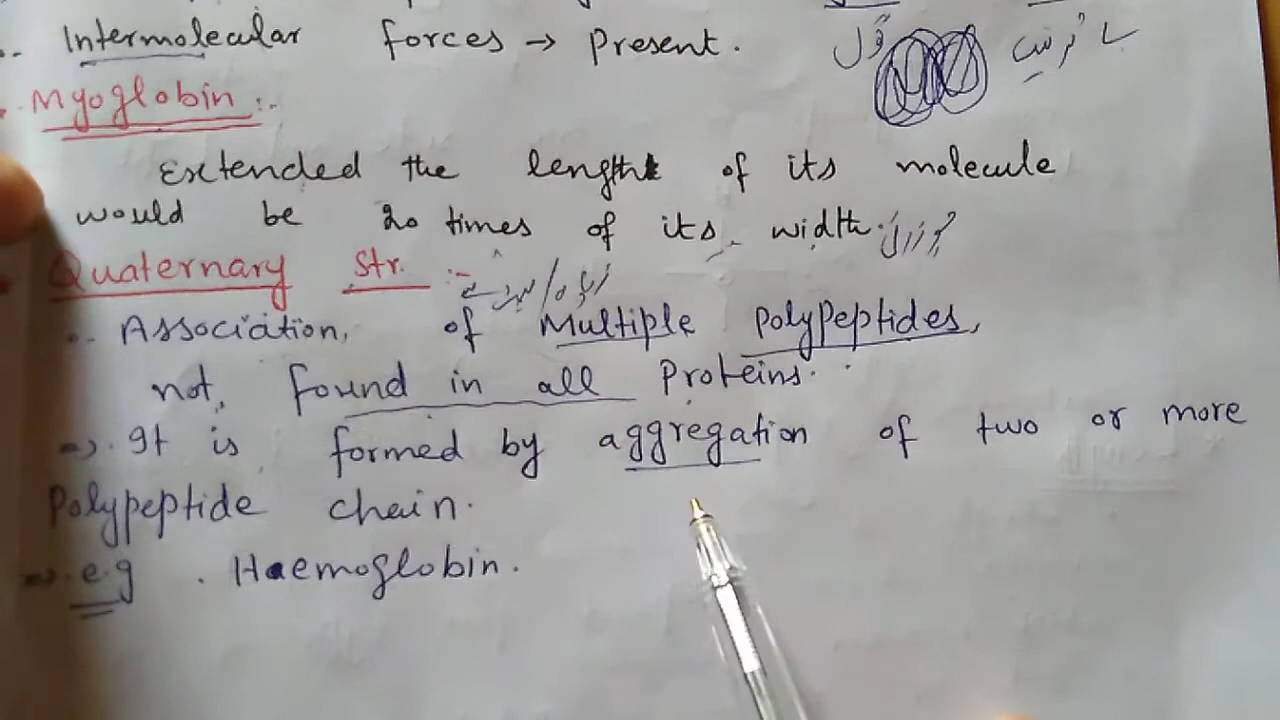 Intermolecular forces → Present.
Myoglobin :-
Extended the length of its molecule
would be 20 times of its width.
Quaternary Str. :-
Association, of Multiple Polypeptides,
not, found in all Proteins.
⇒ It is formed by aggregation of two or more
Polypeptide chain.
⇒ e.g. Haemoglobin.